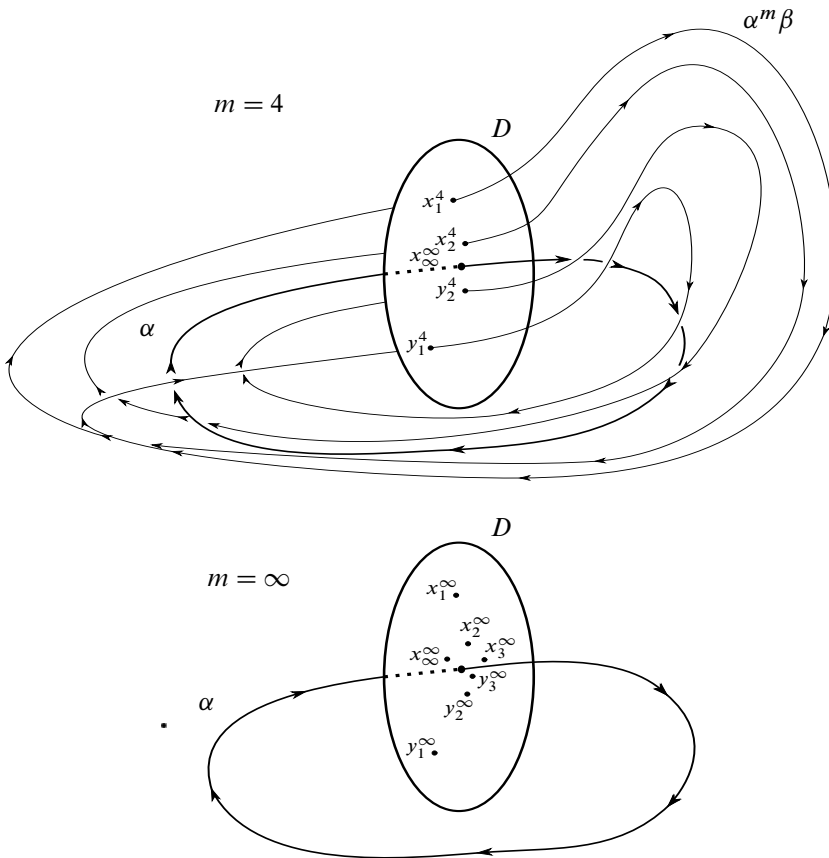 α^m β
m = 4
D
x_1^4
x_2^4
x_∞^∞
y_2^4
α
y_1^4
D
m = ∞
x_1^∞
x_2^∞
x_∞^∞ x_3^∞
y_3^∞
α
y_2^∞
y_1^∞